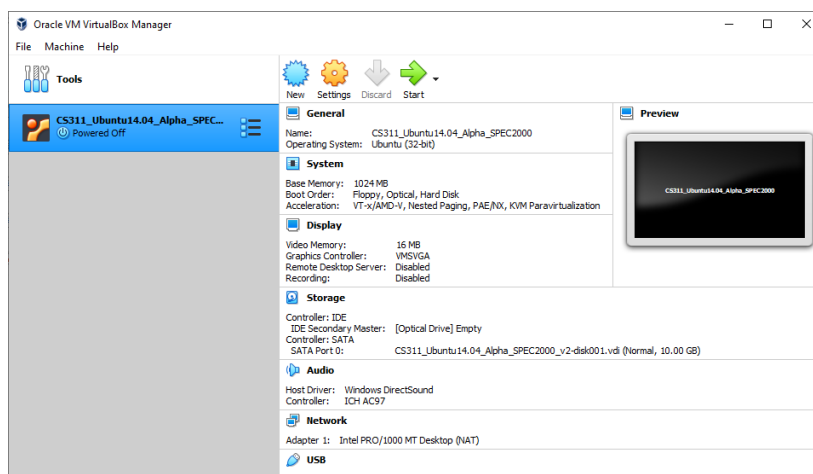 Oracle VM VirtualBox Manager
File Machine Help
Tools
New Settings Discard Start
CS311_Ubuntu14.04_Alpha_SPEC...
Powered Off
General
Name: CS311_Ubuntu14.04_Alpha_SPEC2000
Operating System: Ubuntu (32-bit)
System
Base Memory: 1024 MB
Boot Order: Floppy, Optical, Hard Disk
Acceleration: VT-x/AMD-V, Nested Paging, PAE/NX, KVM Paravirtualization
Display
Video Memory: 16 MB
Graphics Controller: VMSVGA
Remote Desktop Server: Disabled
Recording: Disabled
Storage
Controller: IDE
IDE Secondary Master: [Optical Drive] Empty
Controller: SATA
SATA Port 0: CS311_Ubuntu14.04_Alpha_SPEC2000_v2-disk001.vdi (Normal, 10.00 GB)
Audio
Host Driver: Windows DirectSound
Controller: ICH AC97
Network
Adapter 1: Intel PRO/1000 MT Desktop (NAT)
USB
Preview
CS311_Ubuntu14.04_Alpha_SPEC2000